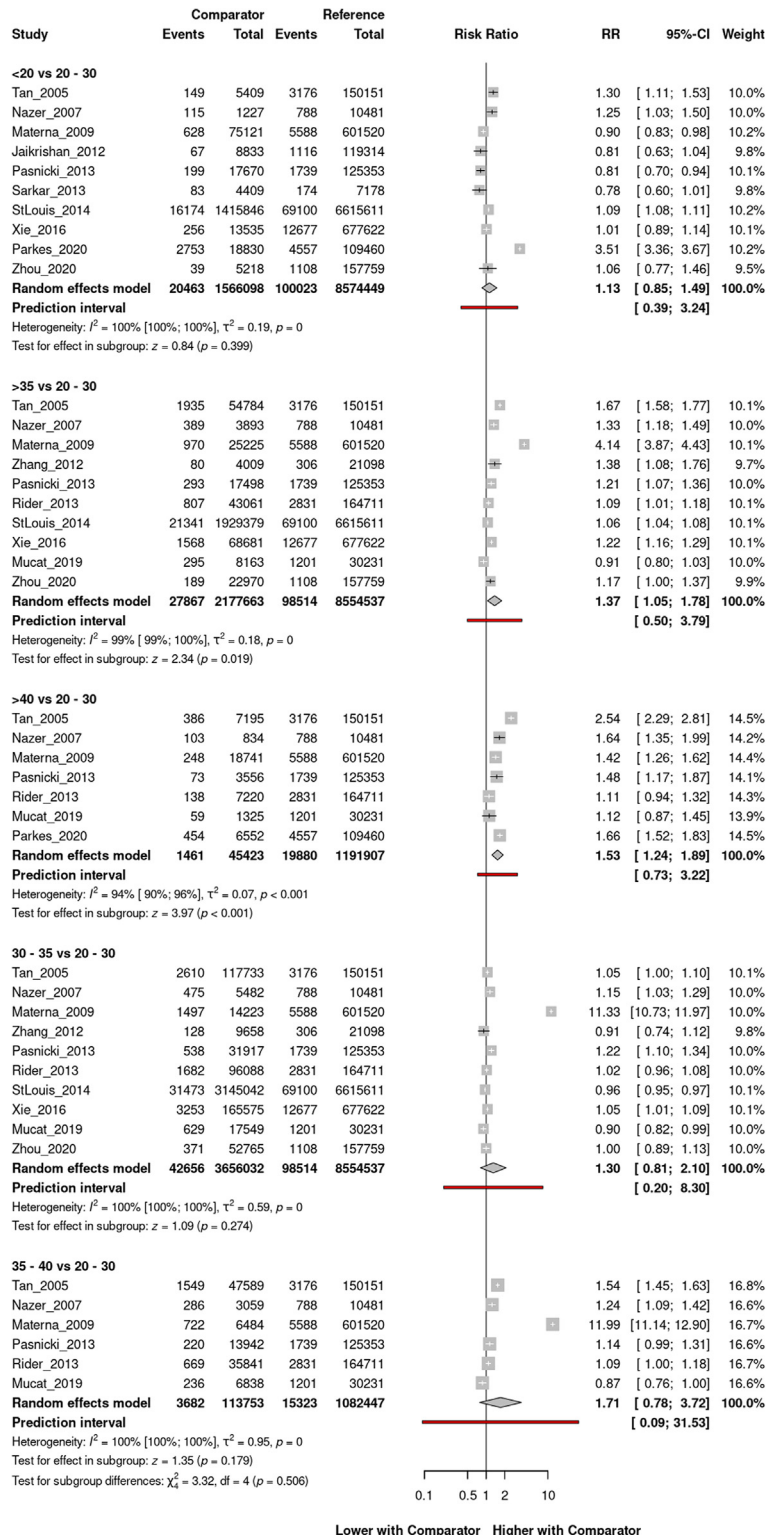 Comparator Reference
Study Events Total Events Total Risk Ratio RR 95%-CI Weight
<20 vs 20 - 30
Tan_2005 149 5409 3176 150151 1.30 [ 1.11; 1.53] 10.0%
Nazer_2007 115 1227 788 10481 1.25 [ 1.03; 1.50] 10.0%
Materna_2009 628 75121 5588 601520 0.90 [ 0.83; 0.98] 10.2%
Jaikrishan_2012 67 8833 1116 119314 0.81 [ 0.63; 1.04] 9.8%
Pasnicki_2013 199 17670 1739 125353 0.81 [ 0.70; 0.94] 10.0%
Sarkar_2013 83 4409 174 7178 0.78 [ 0.60; 1.01] 9.8%
StLouis_2014 16174 1415846 69100 6615611 1.09 [ 1.08; 1.11] 10.2%
Xie_2016 256 13535 12677 677622 1.01 [ 0.89; 1.14] 10.0%
Parkes_2020 2753 18830 4557 109460 3.51 [ 3.36; 3.67] 10.2%
Zhou_2020 39 5218 1108 157759 1.06 [ 0.77; 1.46] 9.5%
Random effects model 20463 1566098 100023 8574449 1.13 [ 0.85; 1.49] 100.0%
Prediction interval [ 0.39; 3.24]
Heterogeneity: I² = 100% [100%; 100%], τ² = 0.19, p = 0
Test for effect in subgroup: z = 0.84 (p = 0.399)
>35 vs 20 - 30
Tan_2005 1935 54784 3176 150151 1.67 [ 1.58; 1.77] 10.1%
Nazer_2007 389 3893 788 10481 1.33 [ 1.18; 1.49] 10.0%
Materna_2009 970 25225 5588 601520 4.14 [ 3.87; 4.43] 10.1%
Zhang_2012 80 4009 306 21098 1.38 [ 1.08; 1.76] 9.7%
Pasnicki_2013 293 17498 1739 125353 1.21 [ 1.07; 1.36] 10.0%
Rider_2013 807 43061 2831 164711 1.09 [ 1.01; 1.18] 10.1%
StLouis_2014 21341 1929379 69100 6615611 1.06 [ 1.04; 1.08] 10.1%
Xie_2016 1568 68681 12677 677622 1.22 [ 1.16; 1.29] 10.1%
Mucat_2019 295 8163 1201 30231 0.91 [ 0.80; 1.03] 10.0%
Zhou_2020 189 22970 1108 157759 1.17 [ 1.00; 1.37] 9.9%
Random effects model 27867 2177663 98514 8554537 1.37 [ 1.05; 1.78] 100.0%
Prediction interval [ 0.50; 3.79]
Heterogeneity: I² = 99% [ 99%; 100%], τ² = 0.18, p = 0
Test for effect in subgroup: z = 2.34 (p = 0.019)
>40 vs 20 - 30
Tan_2005 386 7195 3176 150151 2.54 [ 2.29; 2.81] 14.5%
Nazer_2007 103 834 788 10481 1.64 [ 1.35; 1.99] 14.2%
Materna_2009 248 18741 5588 601520 1.42 [ 1.26; 1.62] 14.4%
Pasnicki_2013 73 3556 1739 125353 1.48 [ 1.17; 1.87] 14.1%
Rider_2013 138 7220 2831 164711 1.11 [ 0.94; 1.32] 14.3%
Mucat_2019 59 1325 1201 30231 1.12 [ 0.87; 1.45] 13.9%
Parkes_2020 454 6552 4557 109460 1.66 [ 1.52; 1.83] 14.5%
Random effects model 1461 45423 19880 1191907 1.53 [ 1.24; 1.89] 100.0%
Prediction interval [ 0.73; 3.22]
Heterogeneity: I² = 94% [ 90%; 96%], τ² = 0.07, p < 0.001
Test for effect in subgroup: z = 3.97 (p < 0.001)
30 - 35 vs 20 - 30
Tan_2005 2610 117733 3176 150151 1.05 [ 1.00; 1.10] 10.1%
Nazer_2007 475 5482 788 10481 1.15 [ 1.03; 1.29] 10.0%
Materna_2009 1497 14223 5588 601520 11.33 [10.73; 11.97] 10.0%
Zhang_2012 128 9658 306 21098 0.91 [ 0.74; 1.12] 9.8%
Pasnicki_2013 538 31917 1739 125353 1.22 [ 1.10; 1.34] 10.0%
Rider_2013 1682 96088 2831 164711 1.02 [ 0.96; 1.08] 10.0%
StLouis_2014 31473 3145042 69100 6615611 0.96 [ 0.95; 0.97] 10.1%
Xie_2016 3253 165575 12677 677622 1.05 [ 1.01; 1.09] 10.1%
Mucat_2019 629 17549 1201 30231 0.90 [ 0.82; 0.99] 10.0%
Zhou_2020 371 52765 1108 157759 1.00 [ 0.89; 1.13] 10.0%
Random effects model 42656 3656032 98514 8554537 1.30 [ 0.81; 2.10] 100.0%
Prediction interval [ 0.20; 8.30]
Heterogeneity: I² = 100% [100%; 100%], τ² = 0.59, p = 0
Test for effect in subgroup: z = 1.09 (p = 0.274)
35 - 40 vs 20 - 30
Tan_2005 1549 47589 3176 150151 1.54 [ 1.45; 1.63] 16.8%
Nazer_2007 286 3059 788 10481 1.24 [ 1.09; 1.42] 16.6%
Materna_2009 722 6484 5588 601520 11.99 [11.14; 12.90] 16.7%
Pasnicki_2013 220 13942 1739 125353 1.14 [ 0.99; 1.31] 16.6%
Rider_2013 669 35841 2831 164711 1.09 [ 1.00; 1.18] 16.7%
Mucat_2019 236 6838 1201 30231 0.87 [ 0.76; 1.00] 16.6%
Random effects model 3682 113753 15323 1082447 1.71 [ 0.78; 3.72] 100.0%
Prediction interval [ 0.09; 31.53]
Heterogeneity: I² = 100% [100%; 100%], τ² = 0.95, p = 0
Test for effect in subgroup: z = 1.35 (p = 0.179)
Test for subgroup differences: χ²₄ = 3.32, df = 4 (p = 0.506)
0.1 0.5 1 2 10
Lower with Comparator Higher with Comparator